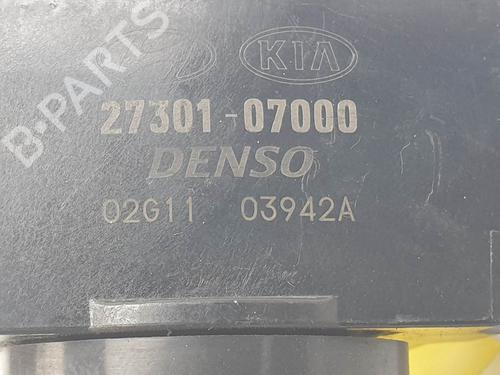 B-PARTS
KIA
27301-07000
DENSO
02G11 03942A